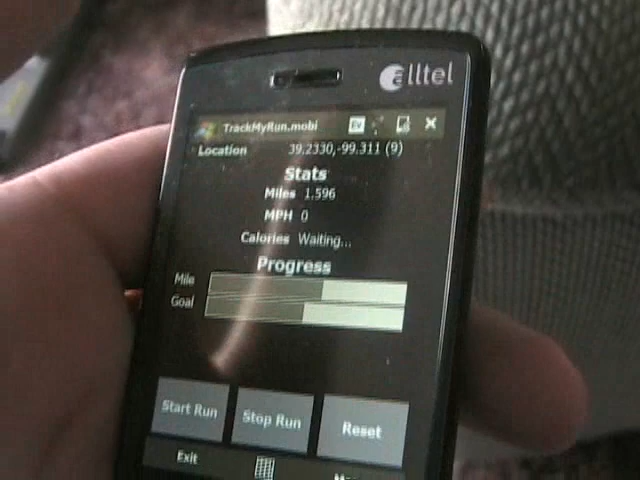 alltel
TrackMyRun.mobi Ev
Location 39.2330,-99.311 (9)
Stats
Miles 1.596
MPH 0
Calories Waiting...
Progress
Mile
Goal
Start Run Stop Run Reset
Exit